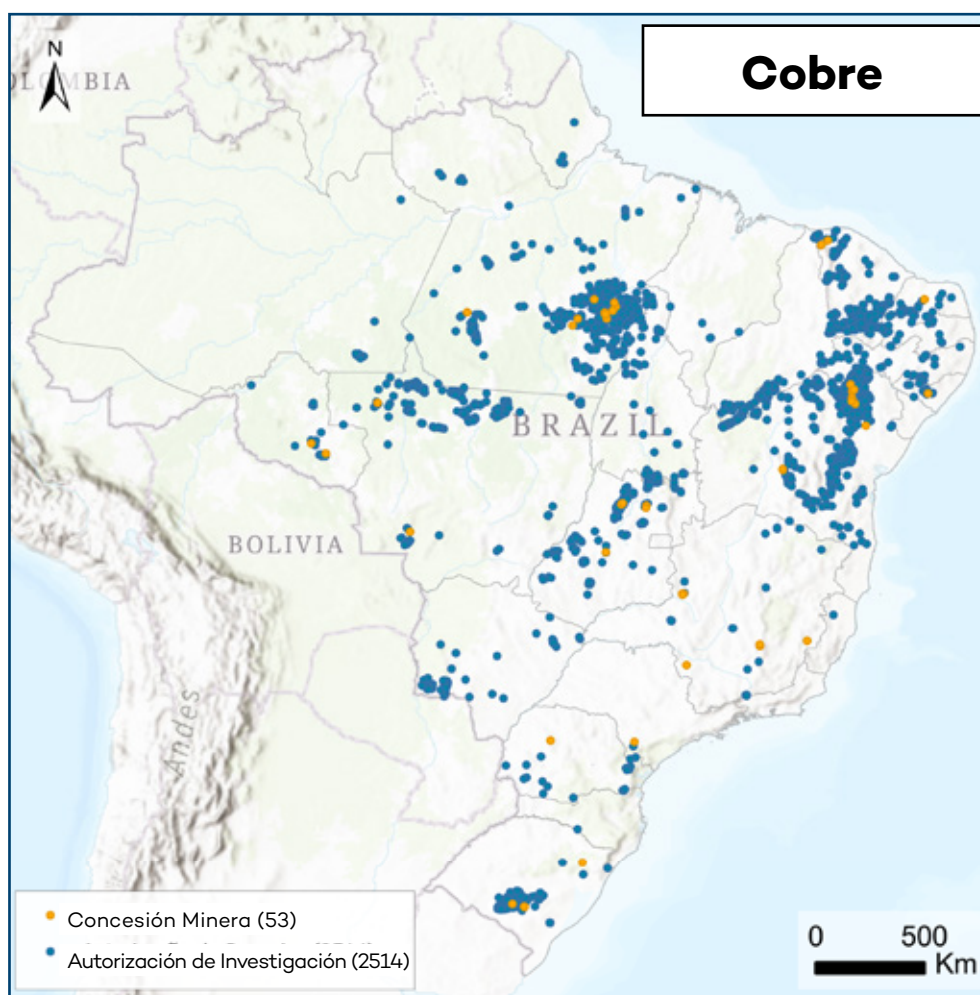 Cobre
N
COLOMBIA
BRAZIL
BOLIVIA
Andes
Concesión Minera (53)
Autorización de Investigación (2514)
0 500
Km